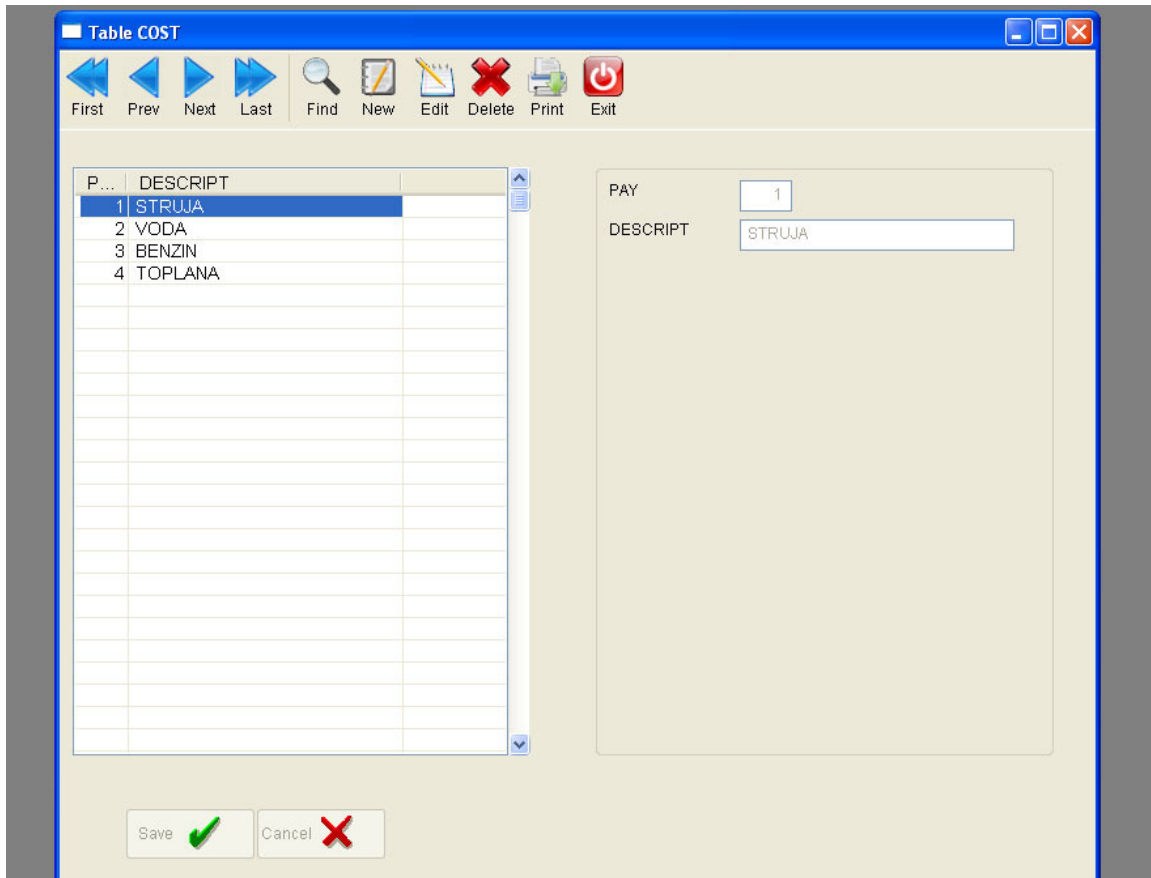 Table COST
First Prev Next Last Find New Edit Delete Print Exit
P... DESCRIPT
1 STRUJA
2 VODA
3 BENZIN
4 TOPLANA
PAY 1
DESCRIPT STRUJA
Save Cancel